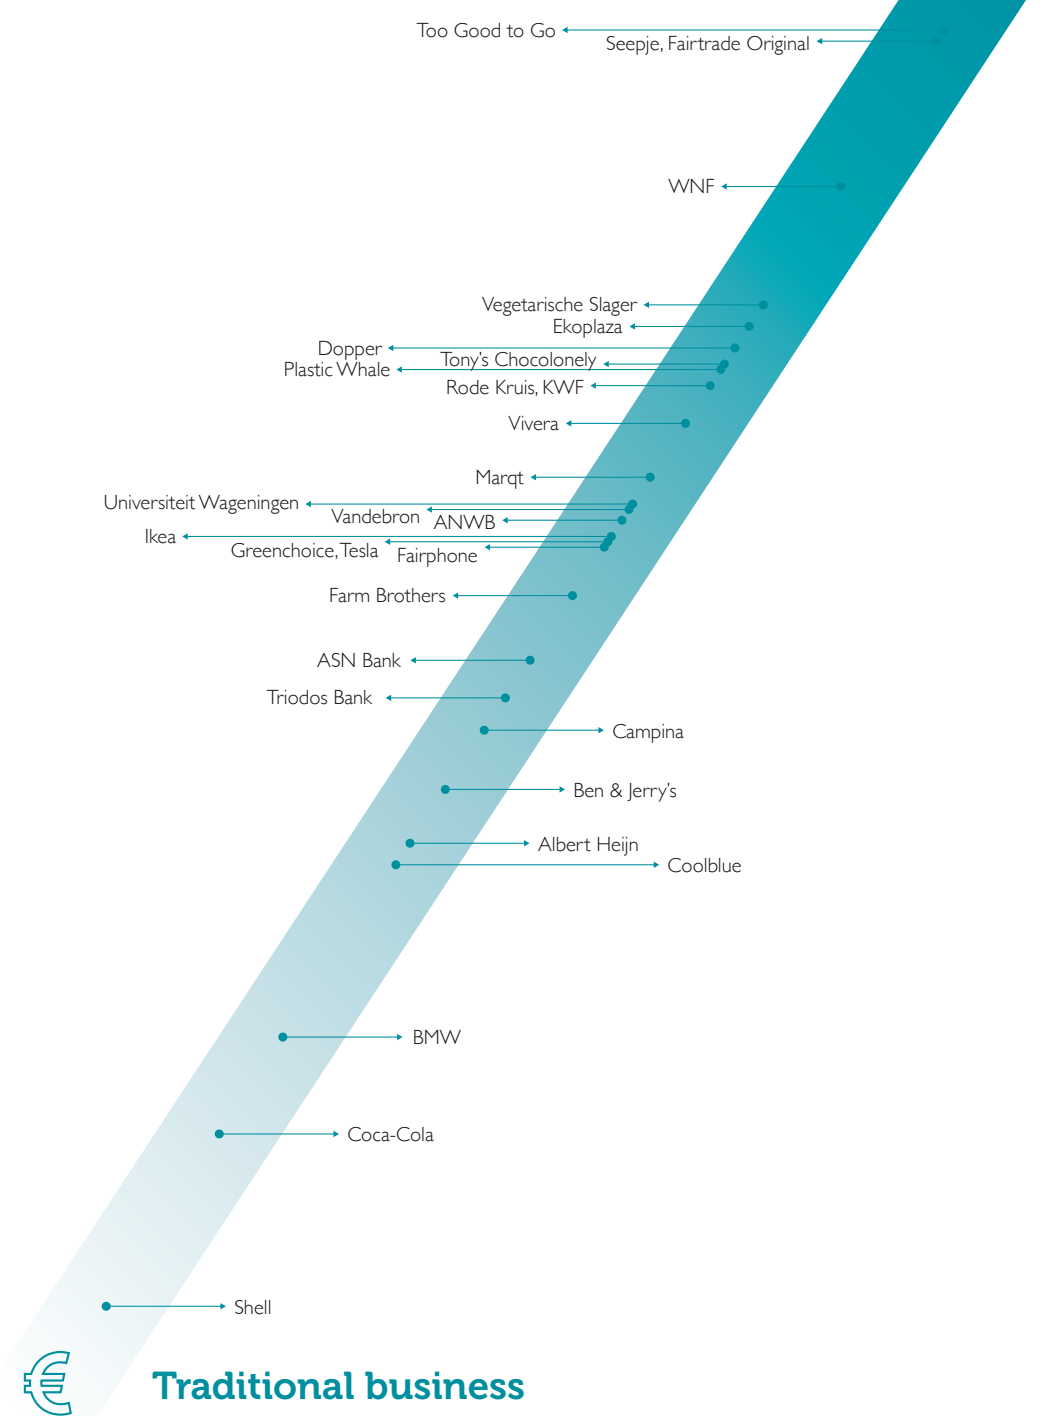 Too Good to Go
Seepje, Fairtrade Original
WNF
Vegetarische Slager
Ekoplaza
Dopper
Tony's Chocolonely
Plastic Whale
Rode Kruis, KWF
Vivera
Marqt
Universiteit Wageningen
Vandebron
ANWB
Ikea
Greenchoice, Tesla
Fairphone
Farm Brothers
ASN Bank
Triodos Bank
Campina
Ben & Jerry's
Albert Heijn
Coolblue
BMW
Coca-Cola
Shell
€ Traditional business